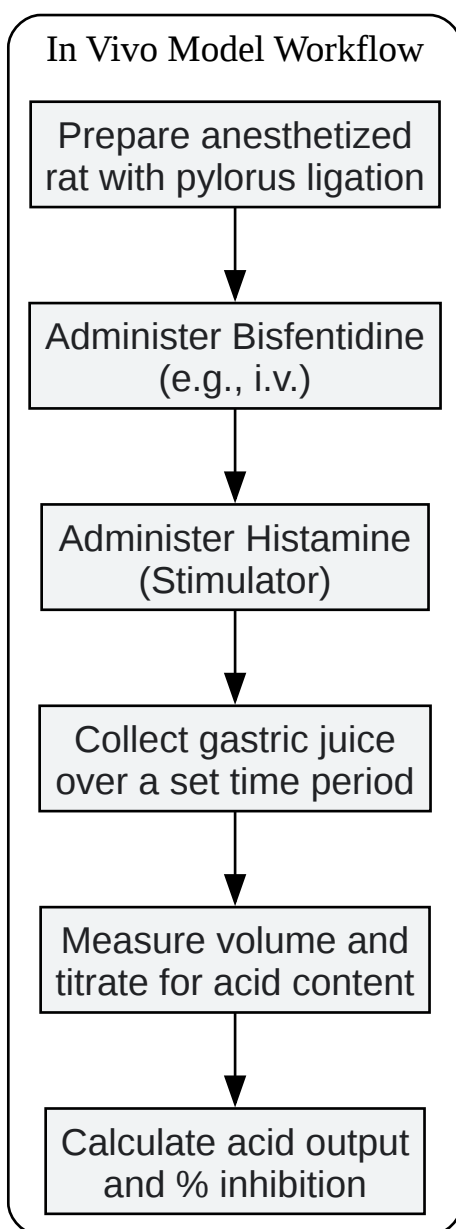 In Vivo Model Workflow
Prepare anesthetized
rat with pylorus ligation
Administer Bisfentidine
(e.g., i.v.)
Administer Histamine
(Stimulator)
Collect gastric juice
over a set time period
Measure volume and
titrate for acid content
Calculate acid output
and % inhibition